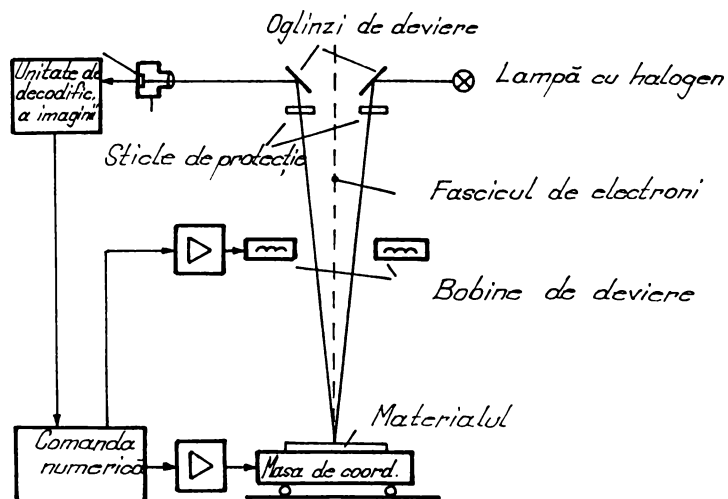 Oglinzi de deviere
Unitate de
decodific.
a imaginii
Lampă cu halogen
Sticle de protecție
Fascicul de electroni
Bobine de deviere
Materialul
Comanda
numerică
Masa de coord.